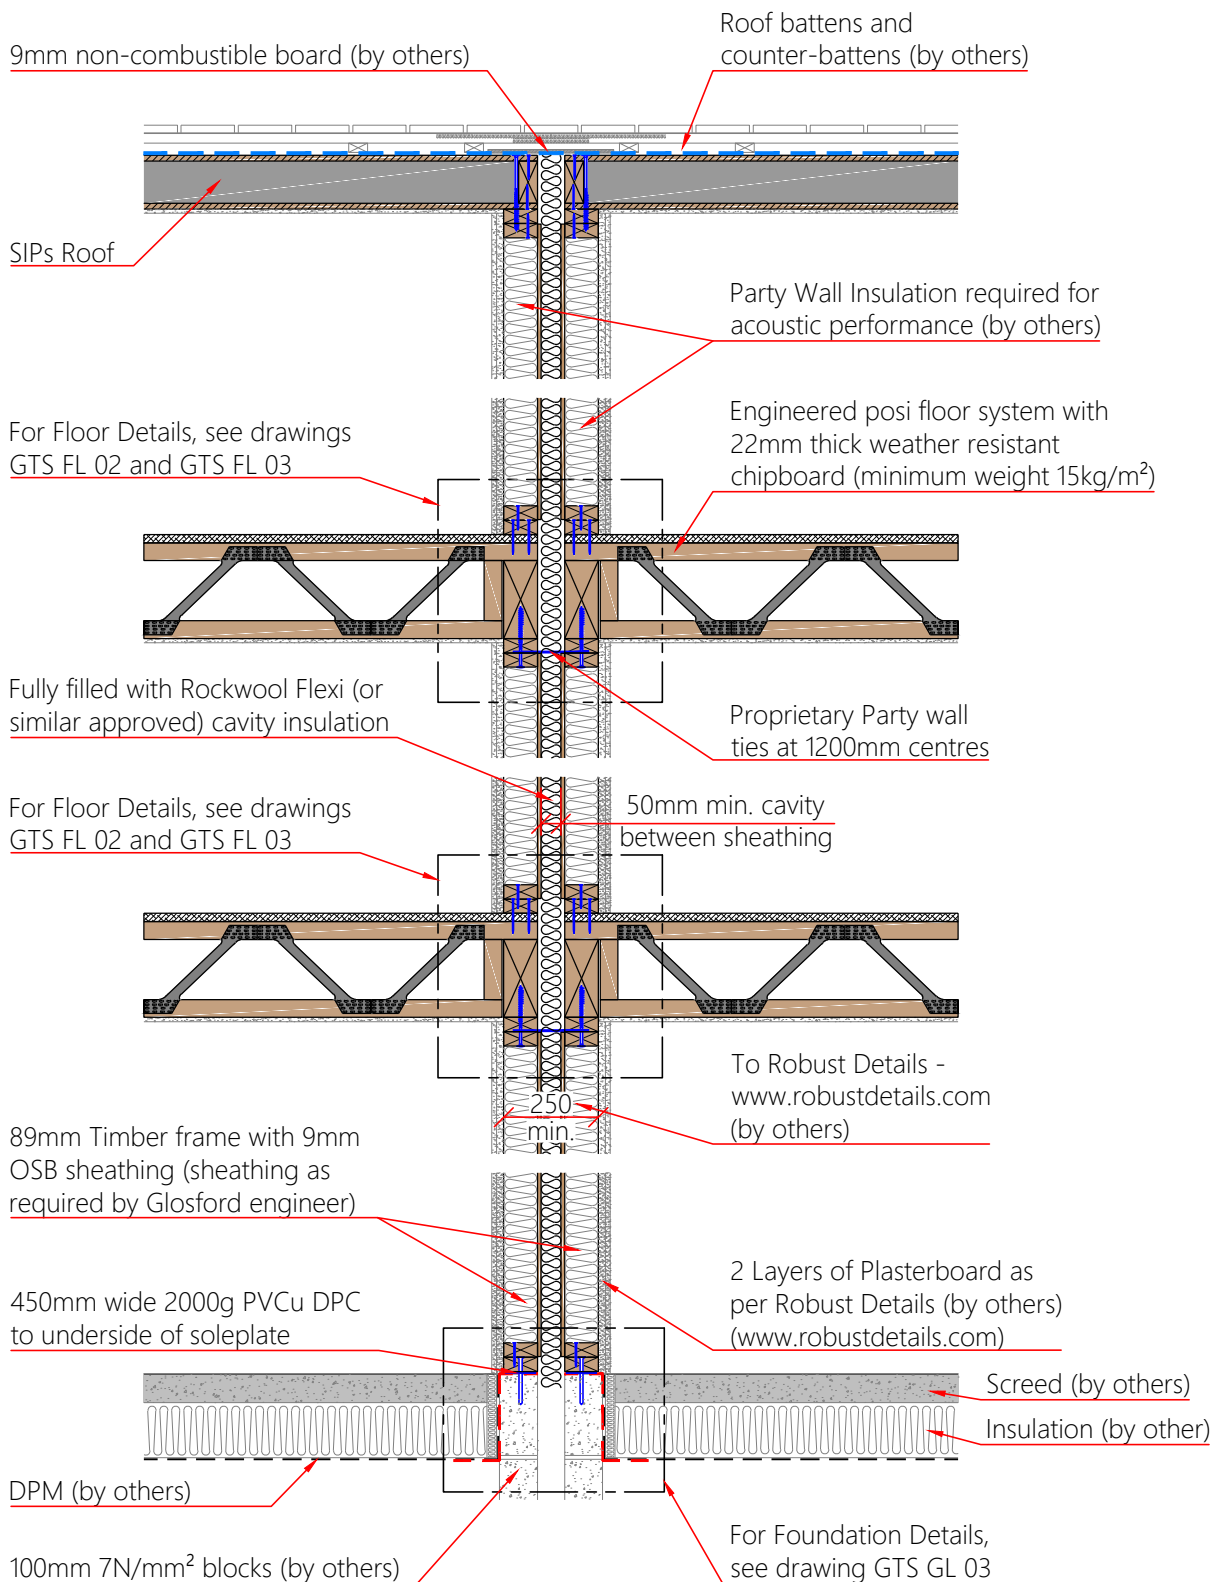 Roof battens and
counter-battens (by others)
9mm non-combustible board (by others)
SIPs Roof
Party Wall Insulation required for
acoustic performance (by others)
Engineered posi floor system with
22mm thick weather resistant
chipboard (minimum weight 15kg/m²)
For Floor Details, see drawings
GTS FL 02 and GTS FL 03
Fully filled with Rockwool Flexi (or
similar approved) cavity insulation
Proprietary Party wall
ties at 1200mm centres
For Floor Details, see drawings
GTS FL 02 and GTS FL 03
50mm min. cavity
between sheathing
To Robust Details -
www.robustdetails.com
(by others)
250
min.
89mm Timber frame with 9mm
OSB sheathing (sheathing as
required by Glosford engineer)
2 Layers of Plasterboard as
per Robust Details (by others)
(www.robustdetails.com)
450mm wide 2000g PVCu DPC
to underside of soleplate
Screed (by others)
Insulation (by other)
DPM (by others)
100mm 7N/mm² blocks (by others)
For Foundation Details,
see drawing GTS GL 03